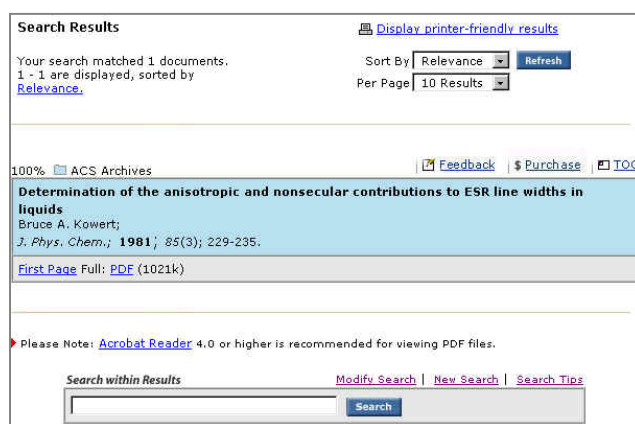 Search Results
Display printer-friendly results
Your search matched 1 documents.
1 - 1 are displayed, sorted by
Relevance.
Sort By Relevance Refresh
Per Page 10 Results
100% ACS Archives
Feedback | $ Purchase | TOC
Determination of the anisotropic and nonsecular contributions to ESR line widths in
liquids
Bruce A. Kowert;
J. Phys. Chem.; 1981; 85(3); 229-235.
First Page Full: PDF (1021k)
Please Note: Acrobat Reader 4.0 or higher is recommended for viewing PDF files.
Search within Results
Modify Search | New Search | Search Tips
Search